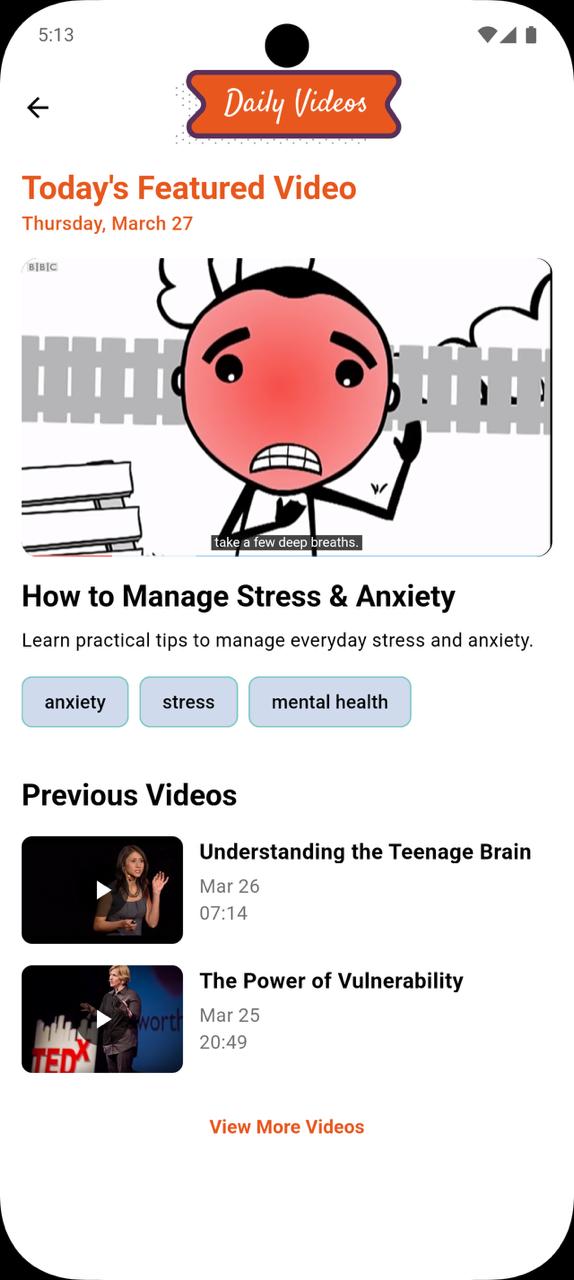 5:13
Daily Videos
Today's Featured Video
Thursday, March 27
BBC
take a few deep breaths.
How to Manage Stress & Anxiety
Learn practical tips to manage everyday stress and anxiety.
anxiety
stress
mental health
Previous Videos
Understanding the Teenage Brain
Mar 26
07:14
The Power of Vulnerability
Mar 25
20:49
worth
TEDx
View More Videos